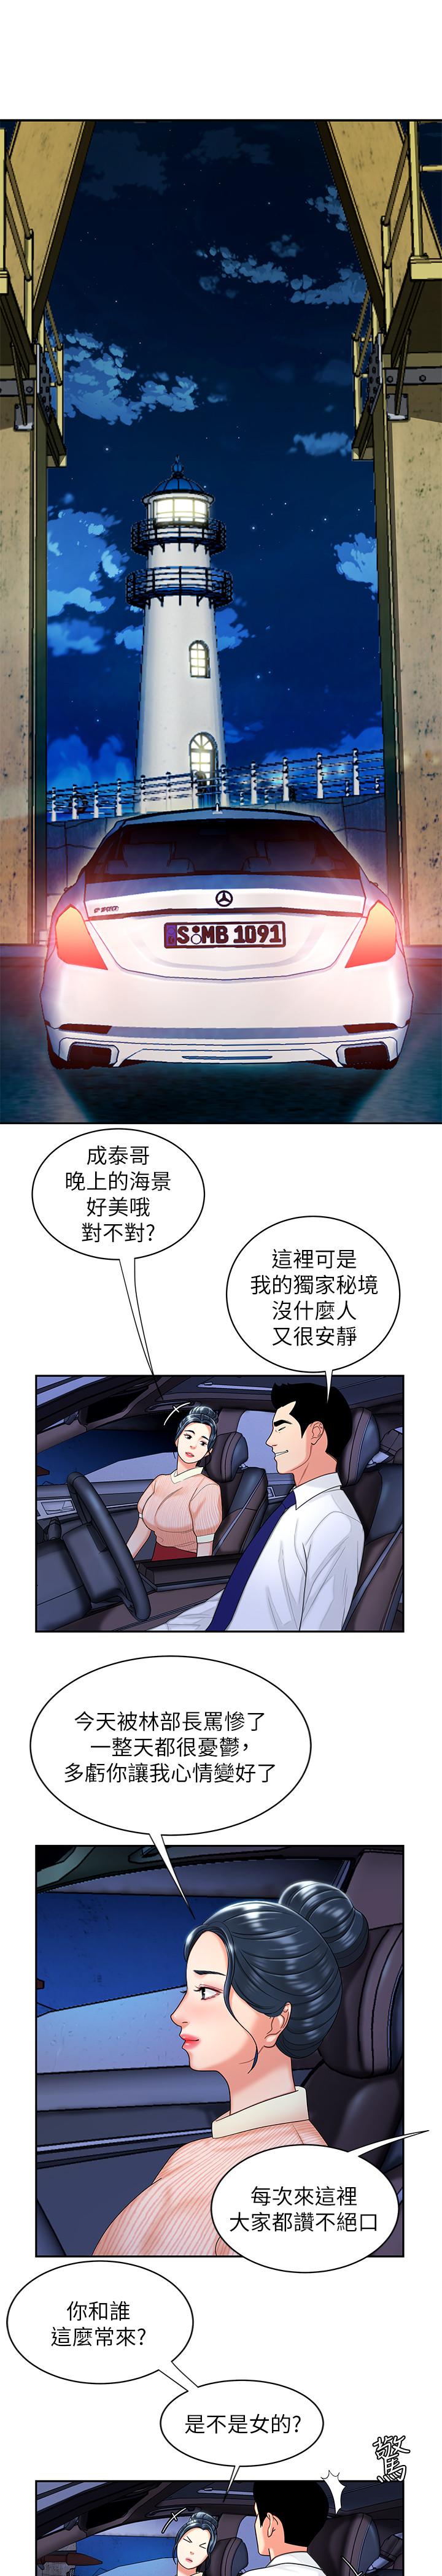 S MB 1091
成泰哥
晚上的海景
好美哦
對不對?
這裡可是
我的獨家秘境
沒什麼人
又很安靜
今天被林部長罵慘了
一整天都很憂鬱,
多虧你讓我心情變好了
每次來這裡
大家都讚不絕口
你和誰
這麼常來?
是不是女的?
驚